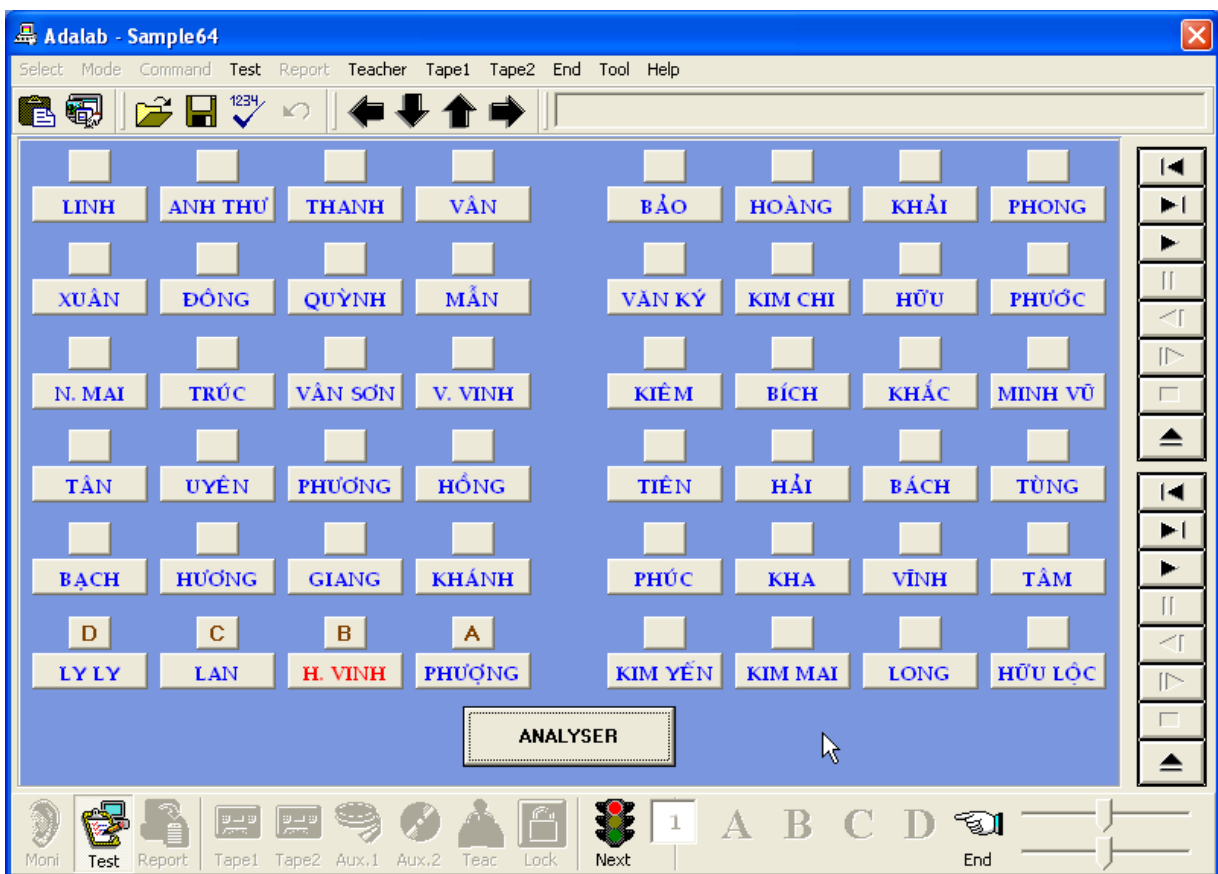 Adalab - Sample64
Select Mode Command Test Report Teacher Tape1 Tape2 End Tool Help
1234
LINH ANH THƯ THANH VÂN BẢO HOÀNG KHẢI PHONG
XUÂN ĐÔNG QUỲNH MẪN VĂN KÝ KIM CHI HỮU PHƯỚC
N. MAI TRÚC VÂN SƠN V. VINH KIÊM BÍCH KHẮC MINH VŨ
TÂN UYÊN PHƯƠNG HỒNG TIÊN HẢI BÁCH TÙNG
BẠCH HƯƠNG GIANG KHÁNH PHÚC KHA VĨNH TÂM
D C B A
LY LY LAN H. VINH PHƯỢNG KIM YẾN KIM MAI LONG HỮU LỘC
ANALYSER
1 A B C D
Moni Test Report Tape1 Tape2 Aux.1 Aux.2 Teac Lock Next End